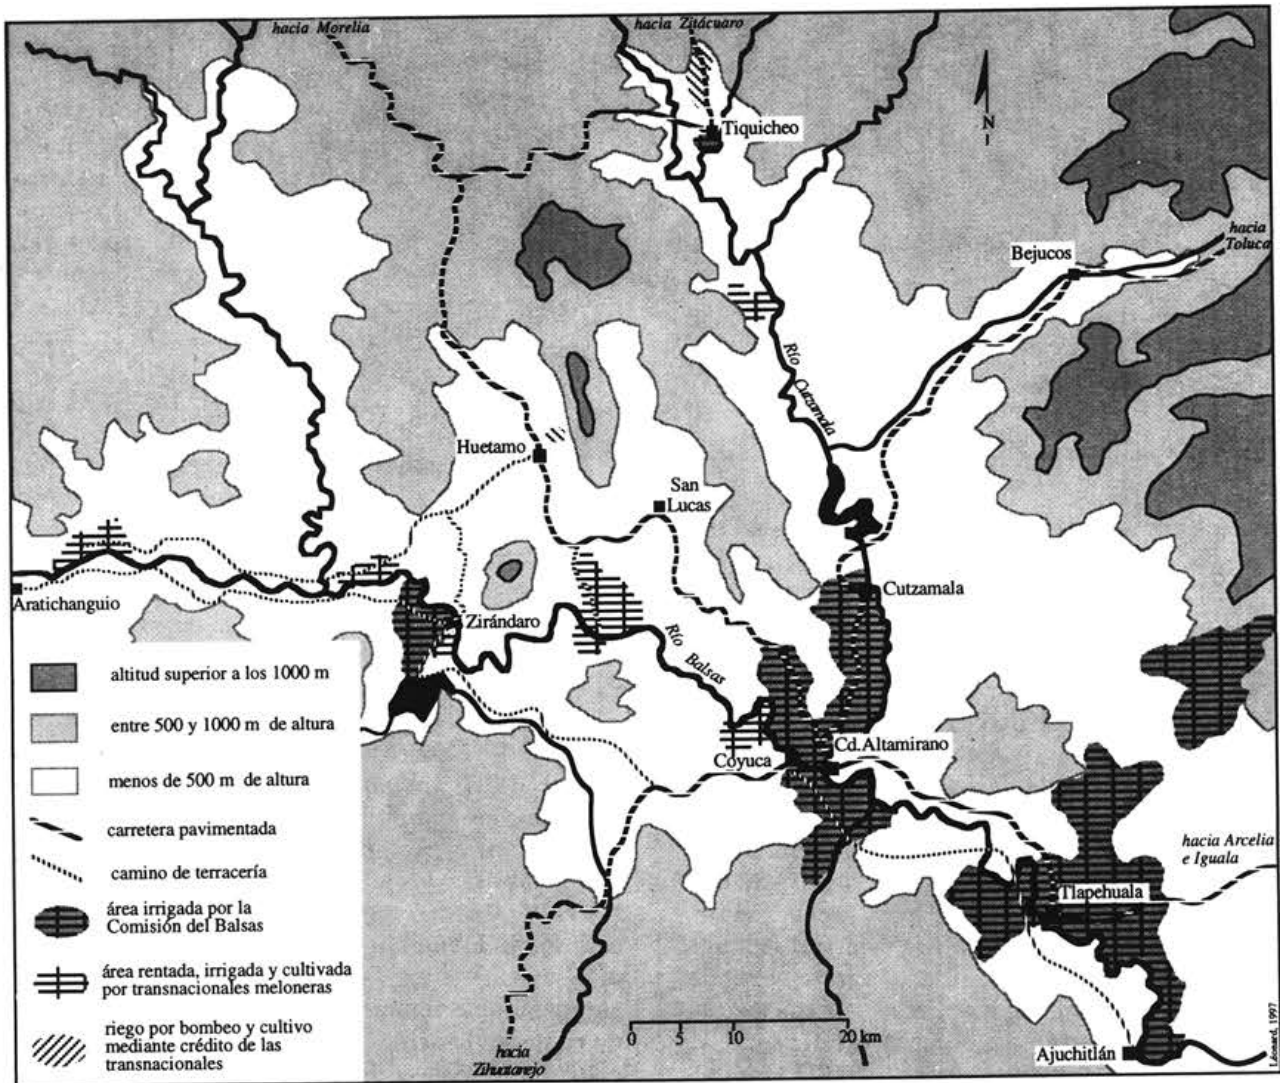 hacia Morelia
hacia Zitácuaro
Tiquicheo
N
hacia
Toluca
Bejucos
Río
Cutzamala
Huetamo
San
Lucas
Aratichanguio
Zirándaro
Cutzamala
Río
Balsas
Cd.Altamirano
Coyuca
hacia Arcelia
e Iguala
Tlapehuala
Ajuchitlán
altitud superior a los 1000 m
entre 500 y 1000 m de altura
menos de 500 m de altura
carretera pavimentada
camino de terracería
área irrigada por la
Comisión del Balsas
área rentada, irrigada y cultivada
por transnacionales meloneras
riego por bombeo y cultivo
mediante crédito de las
transnacionales
0 5 10 20 km
hacia
Zihuatanejo
Léonard, 1997